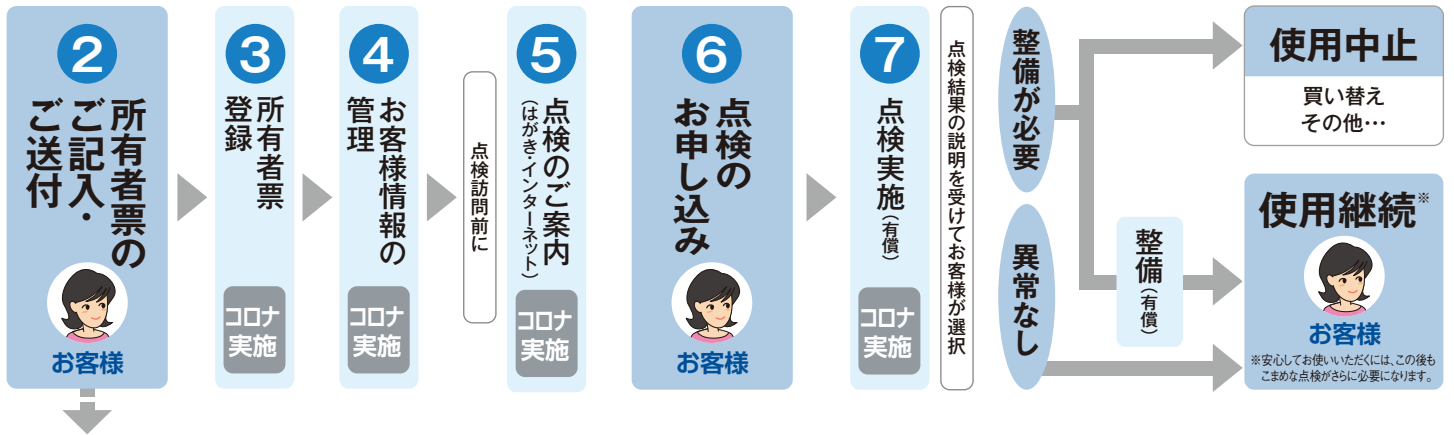 2
所有者票の
ご記入・
ご送付
お客様
3
所有者票
登録
コロナ
実施
4
お客様情報の
管理
コロナ
実施
点検訪問前に
5
点検のご案内
(はがき・インターネット)
コロナ
実施
6
点検の
お申し込み
お客様
7
点検実施(有償)
コロナ
実施
点検結果の説明を受けてお客様が選択
整備が必要
異常なし
整備(有償)
使用中止
買い替え
その他…
使用継続※
お客様
※安心してお使いいただくには、この後も
こまめな点検がさらに必要になります。